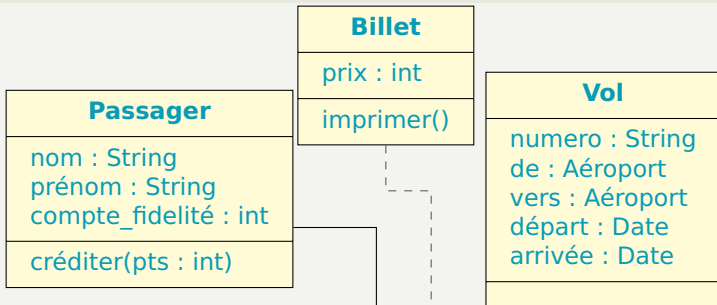 Billet
prix : int
imprimer()
Passager
nom : String
prénom : String
compte_fidelité : int
créditer(pts : int)
Vol
numero : String
de : Aéroport
vers : Aéroport
départ : Date
arrivée : Date